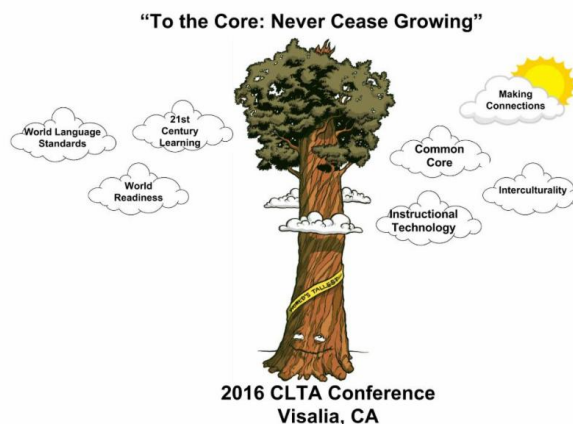 “To the Core: Never Cease Growing”
Making
Connections
21st
Century
Learning
World Language
Standards
Common
Core
World
Readiness
Interculturality
Instructional
Technology
TALLEST
2016 CLTA Conference
Visalia, CA